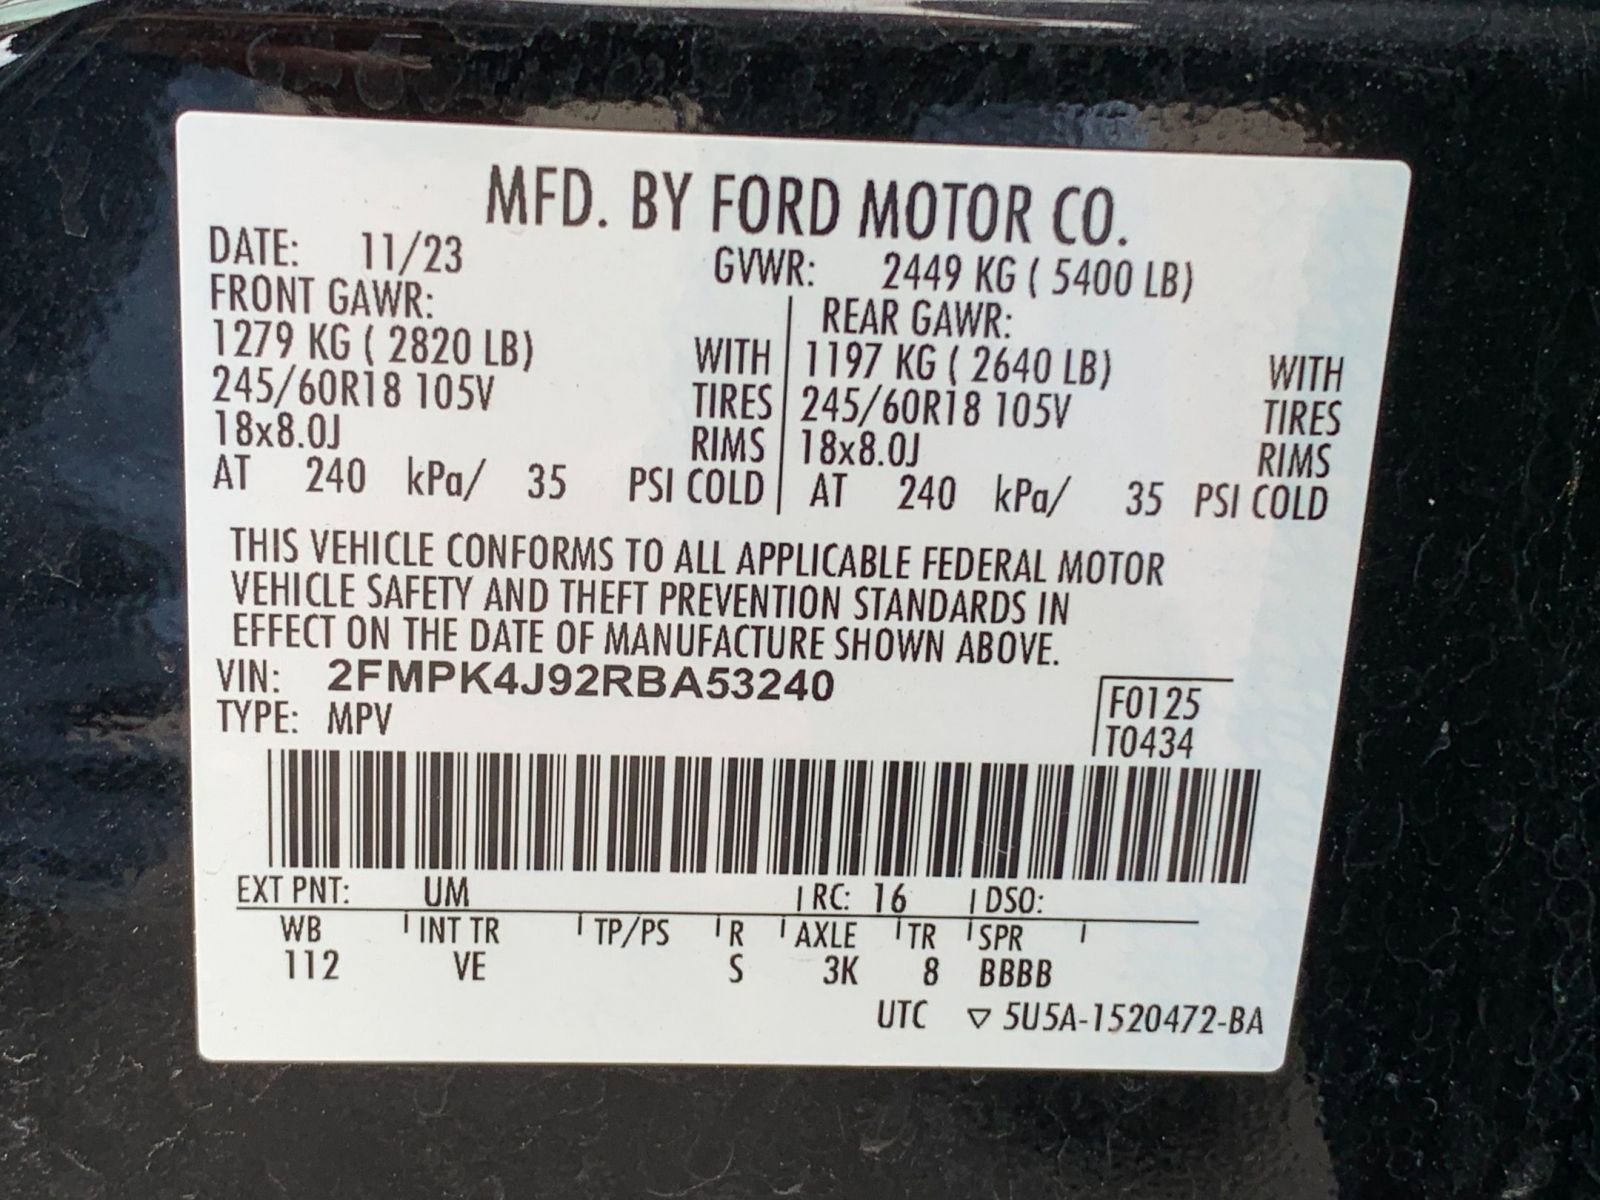 MFD. BY FORD MOTOR CO.
DATE: 11/23 GVWR: 2449 KG ( 5400 LB)
FRONT GAWR: REAR GAWR:
1279 KG ( 2820 LB) WITH 1197 KG ( 2640 LB) WITH
245/60R18 105V TIRES 245/60R18 105V TIRES
18x8.0J RIMS 18x8.0J RIMS
AT 240 kPa/ 35 PSI COLD AT 240 kPa/ 35 PSI COLD
THIS VEHICLE CONFORMS TO ALL APPLICABLE FEDERAL MOTOR
VEHICLE SAFETY AND THEFT PREVENTION STANDARDS IN
EFFECT ON THE DATE OF MANUFACTURE SHOWN ABOVE.
VIN: 2FMPK4J92RBA53240
TYPE: MPV
F0125
T0434
EXT PNT: UM RC: 16 DSO:
WB INT TR TP/PS R AXLE TR SPR
112 VE S 3K 8 BBBB
UTC ▽ 5U5A-1520472-BA